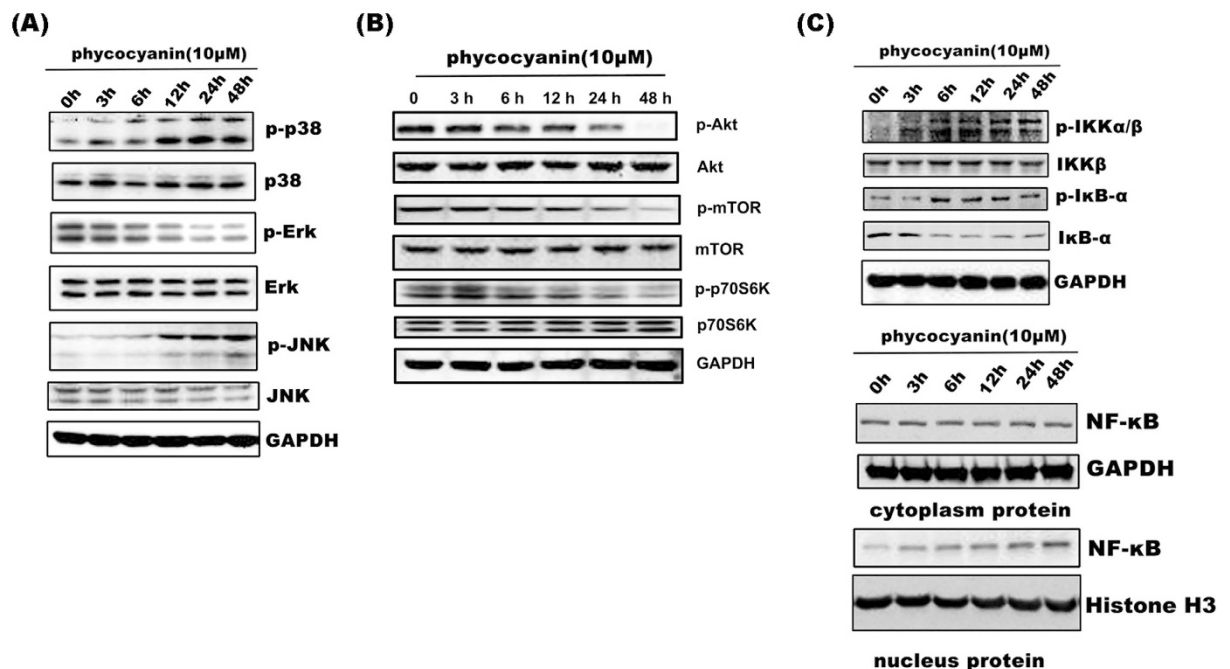 (A)
phycocyanin(10μM)
0h 3h 6h 12h 24h 48h
p-p38
p38
p-Erk
Erk
p-JNK
JNK
GAPDH
(B)
phycocyanin(10μM)
0 3 h 6 h 12 h 24 h 48 h
p-Akt
Akt
p-mTOR
mTOR
p-p70S6K
p70S6K
GAPDH
(C)
phycocyanin(10μM)
0h 3h 6h 12h 24h 48h
p-IKKα/β
IKKβ
p-IκB-α
IκB-α
GAPDH
phycocyanin(10μM)
0h 3h 6h 12h 24h 48h
NF-κB
GAPDH
cytoplasm protein
NF-κB
Histone H3
nucleus protein